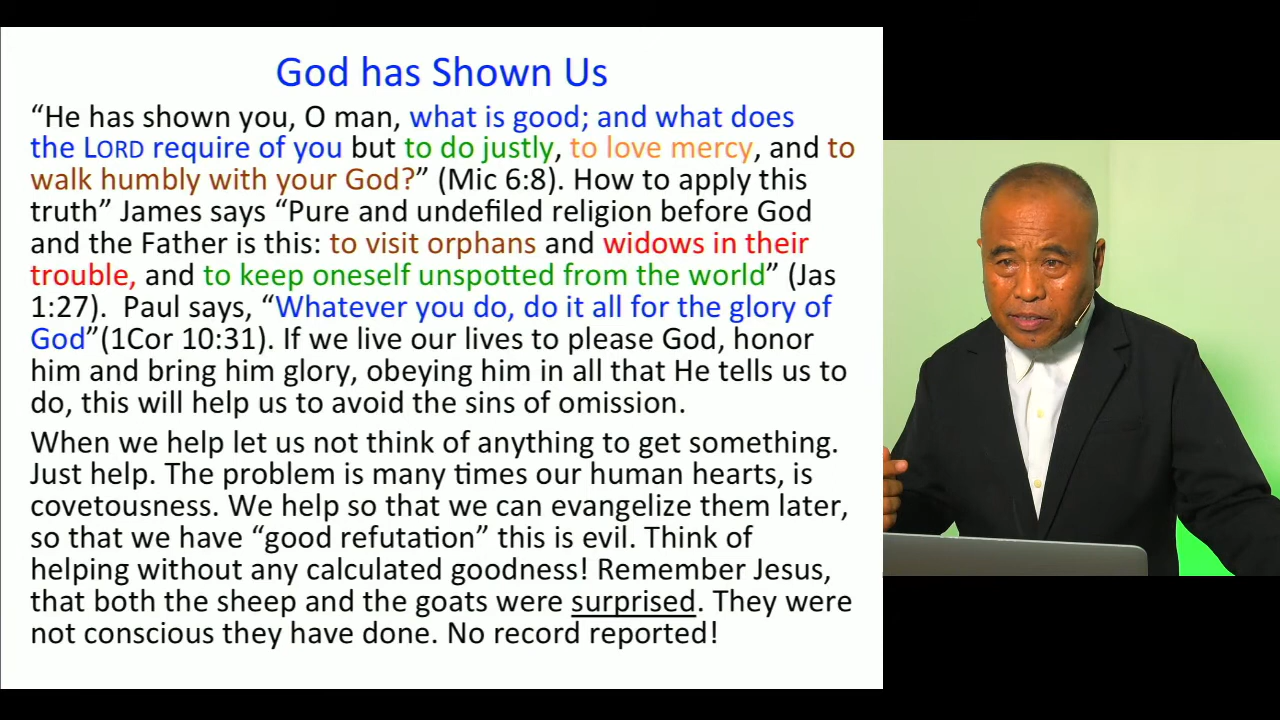 God has Shown Us
“He has shown you, O man, what is good; and what does
the LORD require of you but to do justly, to love mercy, and to
walk humbly with your God?” (Mic 6:8). How to apply this
truth” James says “Pure and undefiled religion before God
and the Father is this: to visit orphans and widows in their
trouble, and to keep oneself unspotted from the world” (Jas
1:27). Paul says, “Whatever you do, do it all for the glory of
God”(1Cor 10:31). If we live our lives to please God, honor
him and bring him glory, obeying him in all that He tells us to
do, this will help us to avoid the sins of omission.
When we help let us not think of anything to get something.
Just help. The problem is many times our human hearts, is
covetousness. We help so that we can evangelize them later,
so that we have “good refutation” this is evil. Think of
helping without any calculated goodness! Remember Jesus,
that both the sheep and the goats were surprised. They were
not conscious they have done. No record reported!